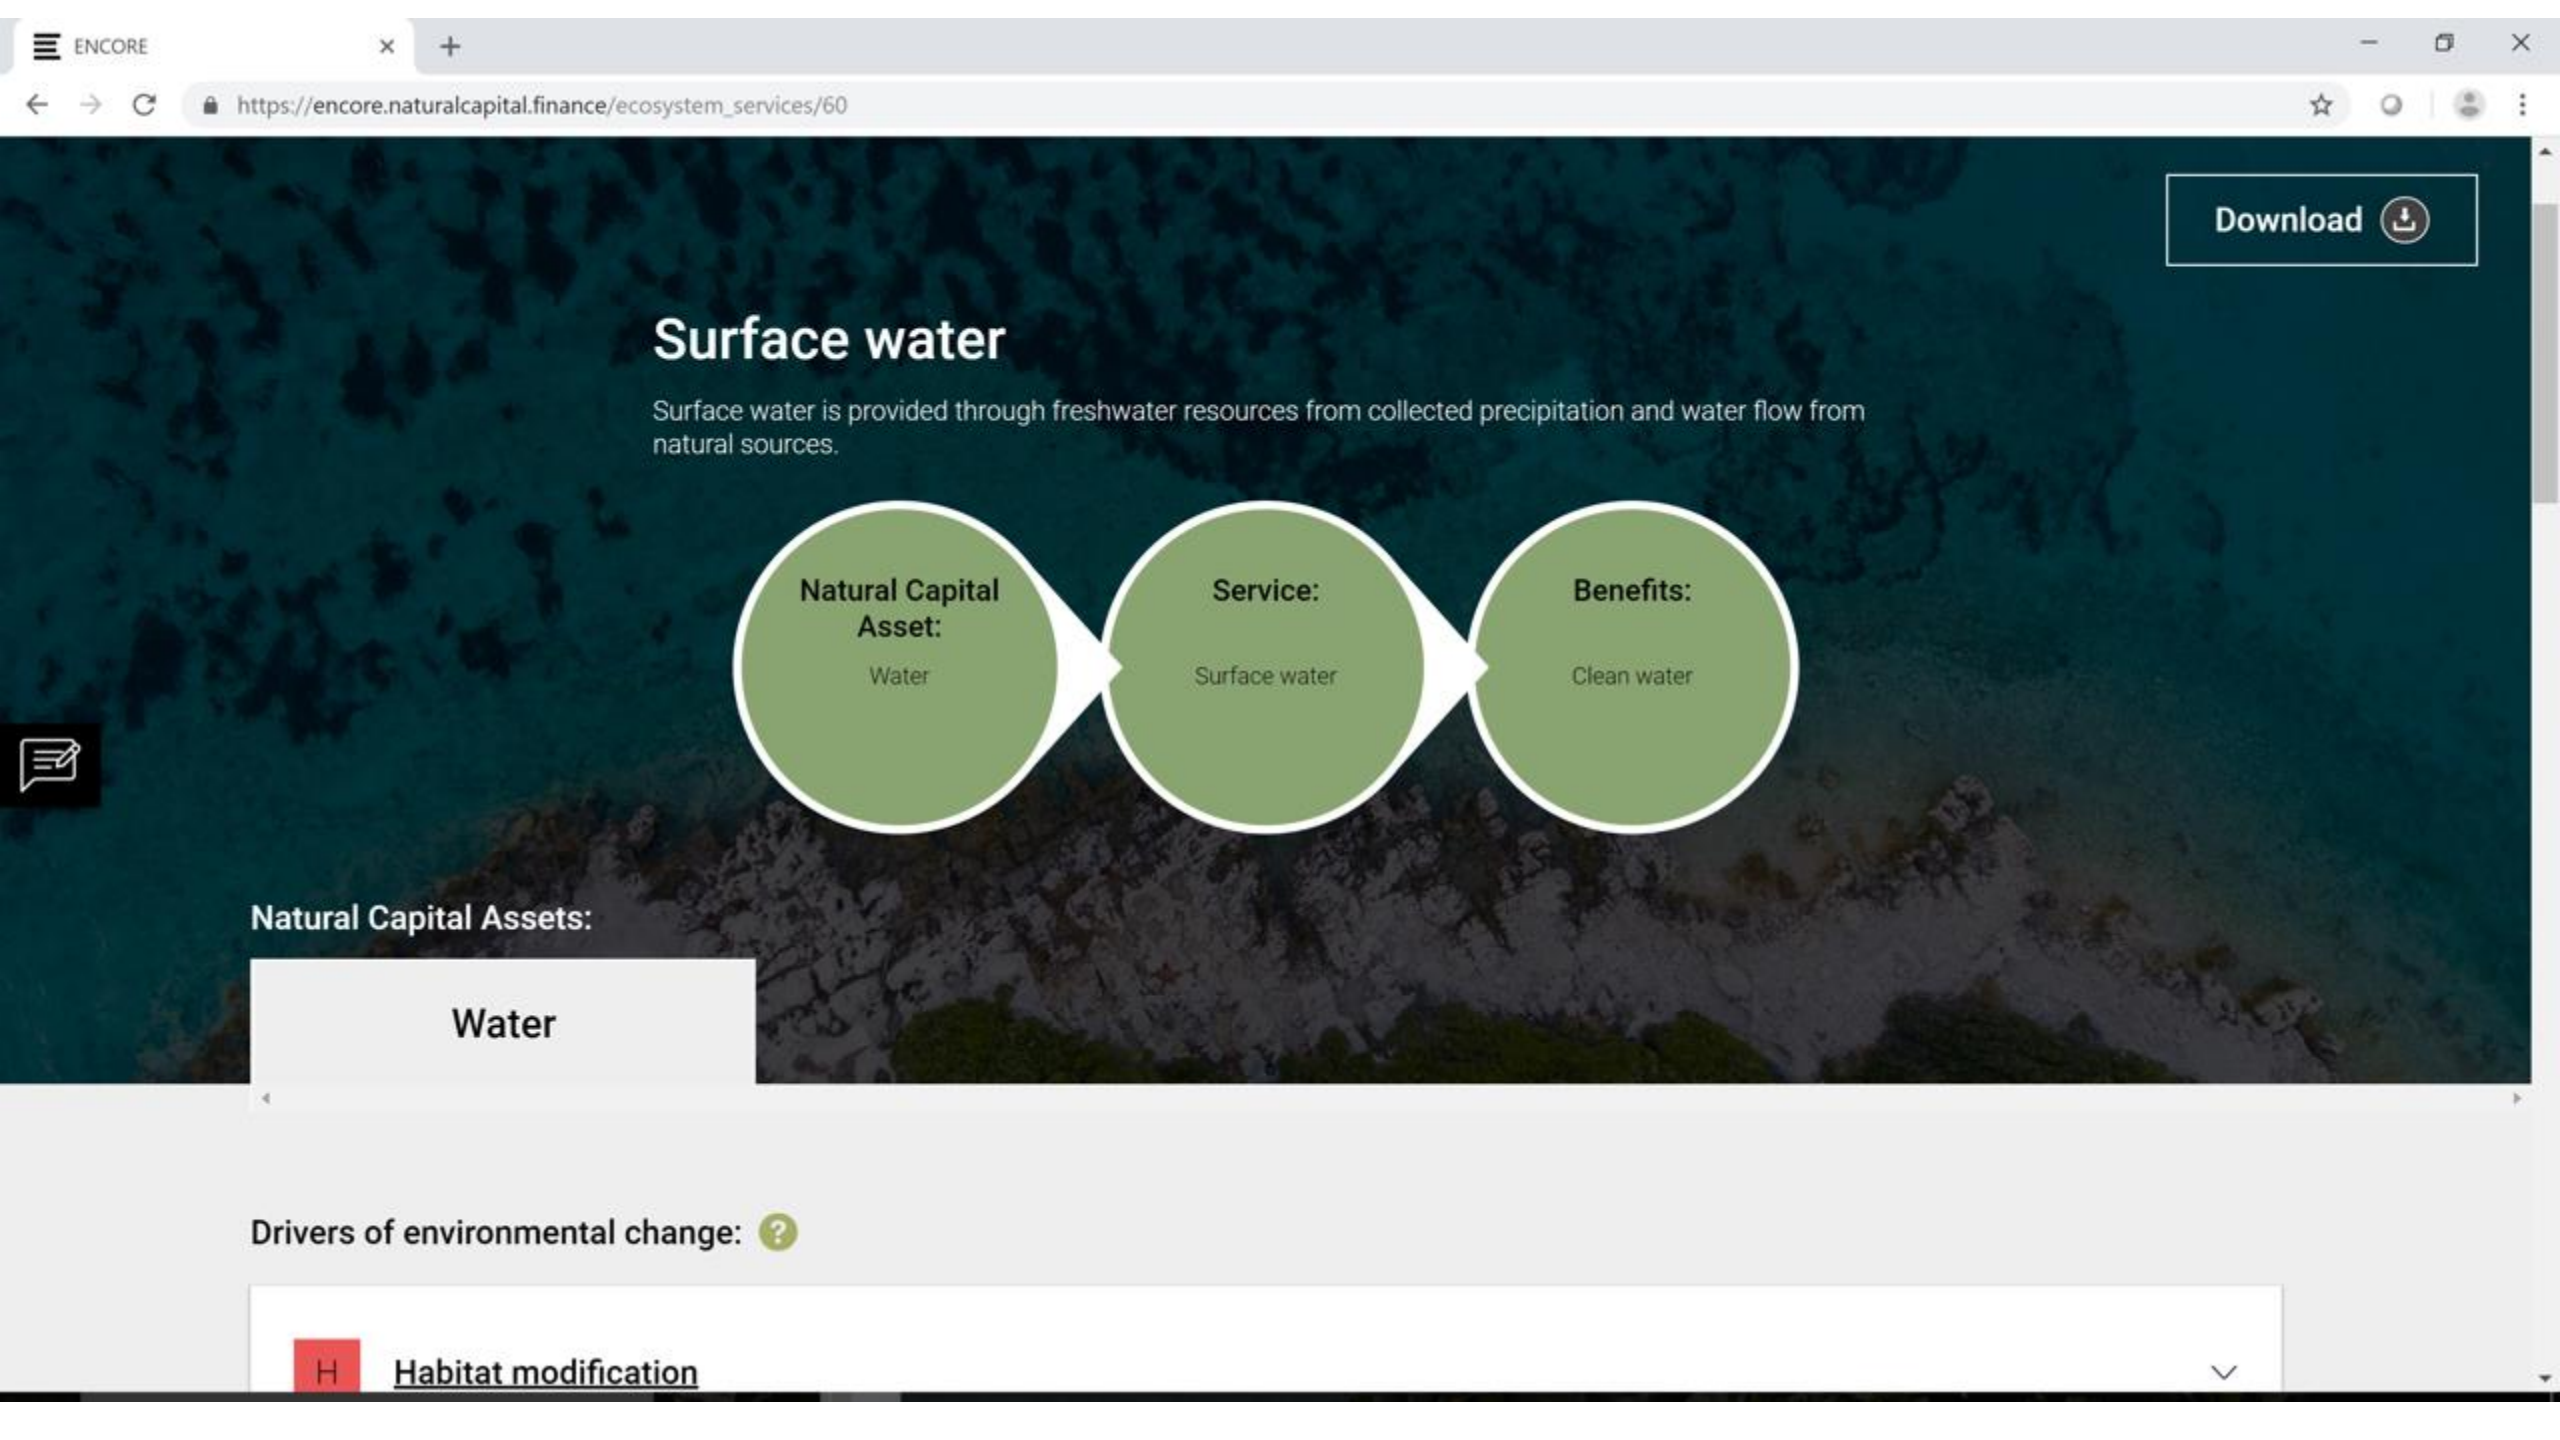 ENCORE
https://encore.naturalcapital.finance/ecosystem_services/60
Download
Surface water
Surface water is provided through freshwater resources from collected precipitation and water flow from
natural sources.
Natural Capital
Asset:
Water
Service:
Surface water
Benefits:
Clean water
Natural Capital Assets:
Water
Drivers of environmental change: ?
H Habitat modification